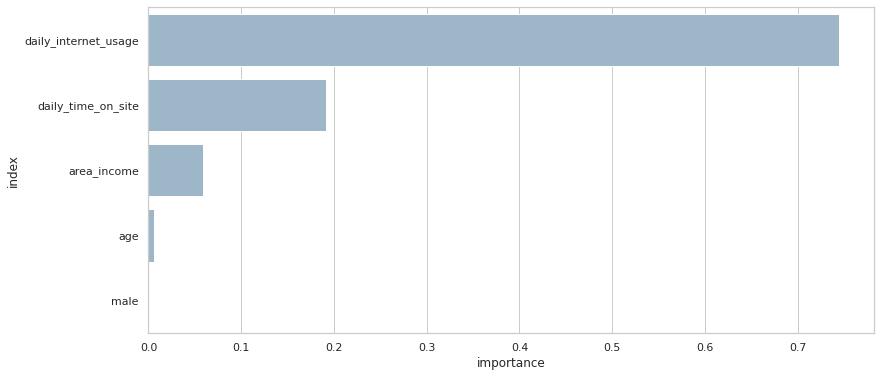 daily_internet_usage
daily_time_on_site
area_income
age
male
index
0.0 0.1 0.2 0.3 0.4 0.5 0.6 0.7
importance